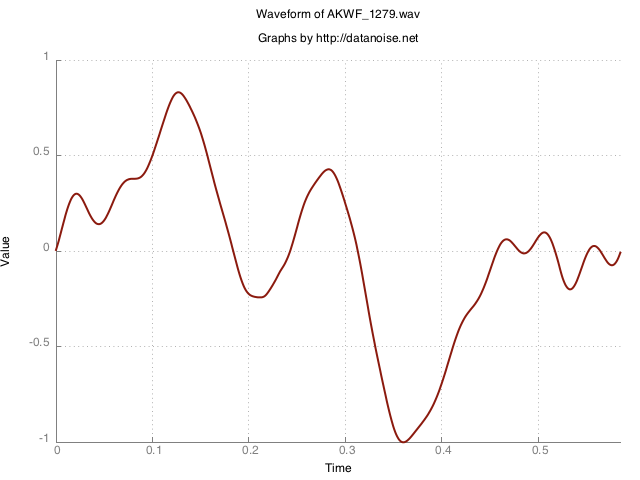 Waveform of AKWF_1279.wav
Graphs by http://datanoise.net
1
0.5
0
-0.5
-1
Value
0 0.1 0.2 0.3 0.4 0.5
Time